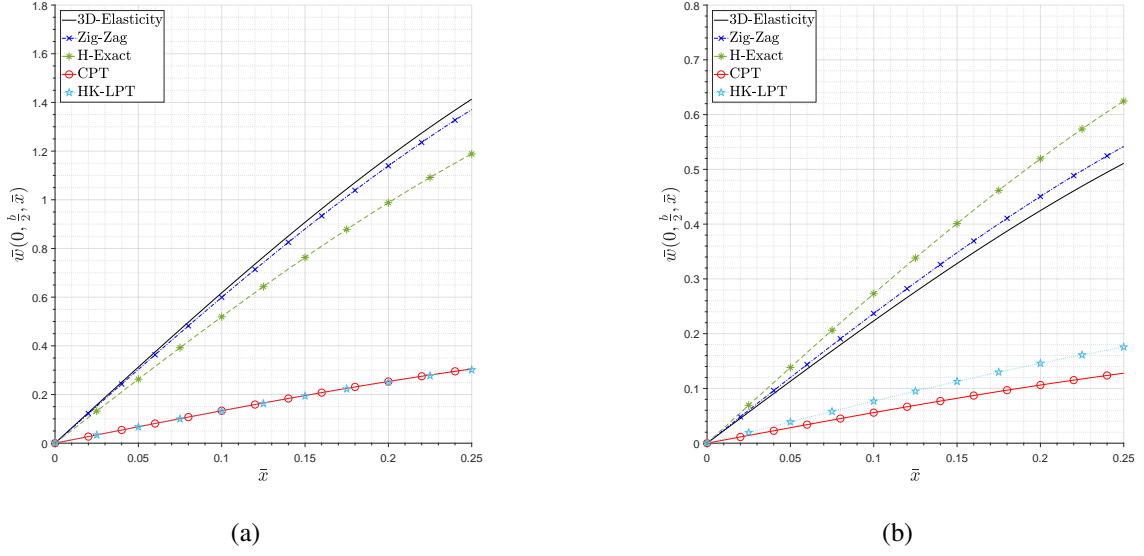 1.8
1.6
1.4
1.2
1
0.8
0.6
0.4
0.2
0
3D-Elasticity
Zig-Zag
H-Exact
CPT
HK-LPT
w̄(0, b/2, x̄)
0 0.05 0.1 0.15 0.2 0.25
x̄
(a)
0.8
0.7
0.6
0.5
0.4
0.3
0.2
0.1
0
3D-Elasticity
Zig-Zag
H-Exact
CPT
HK-LPT
w̄(0, b/2, x̄)
0 0.05 0.1 0.15 0.2 0.25
x̄
(b)